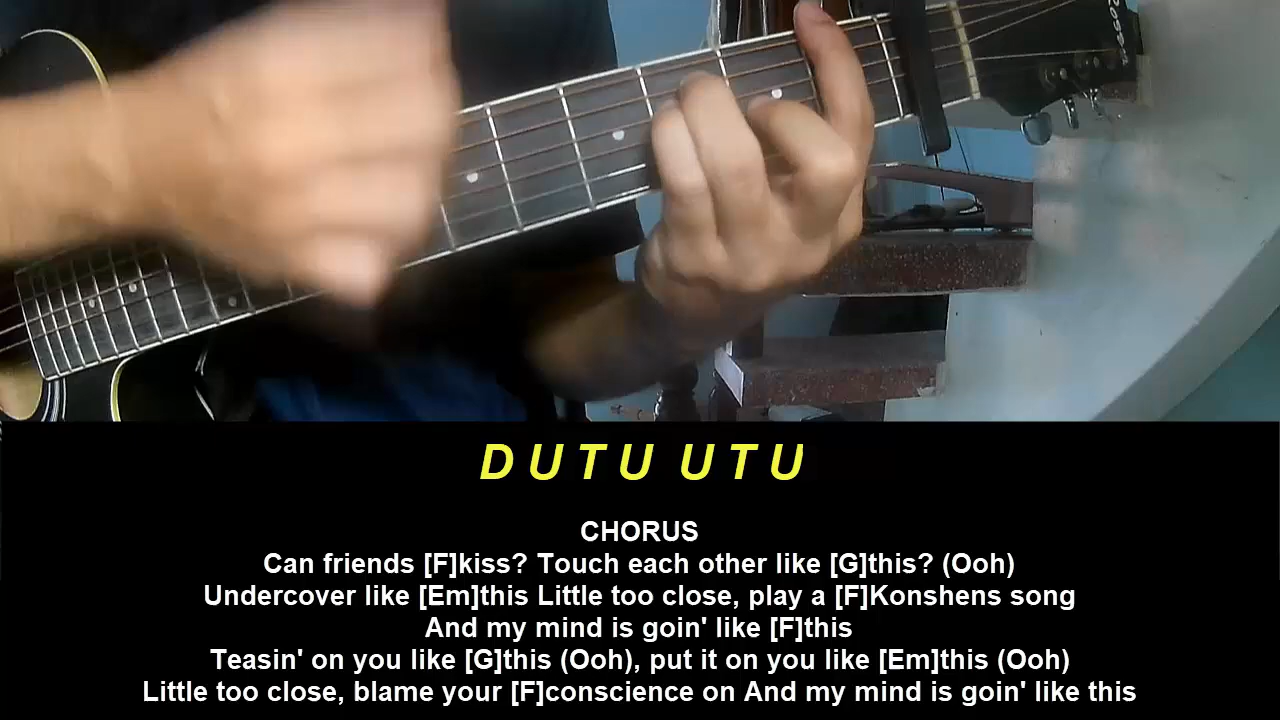 D U T U U T U
CHORUS
Can friends [F]kiss? Touch each other like [G]this? (Ooh)
Undercover like [Em]this Little too close, play a [F]Konshens song
And my mind is goin' like [F]this
Teasin' on you like [G]this (Ooh), put it on you like [Em]this (Ooh)
Little too close, blame your [F]conscience on And my mind is goin' like this